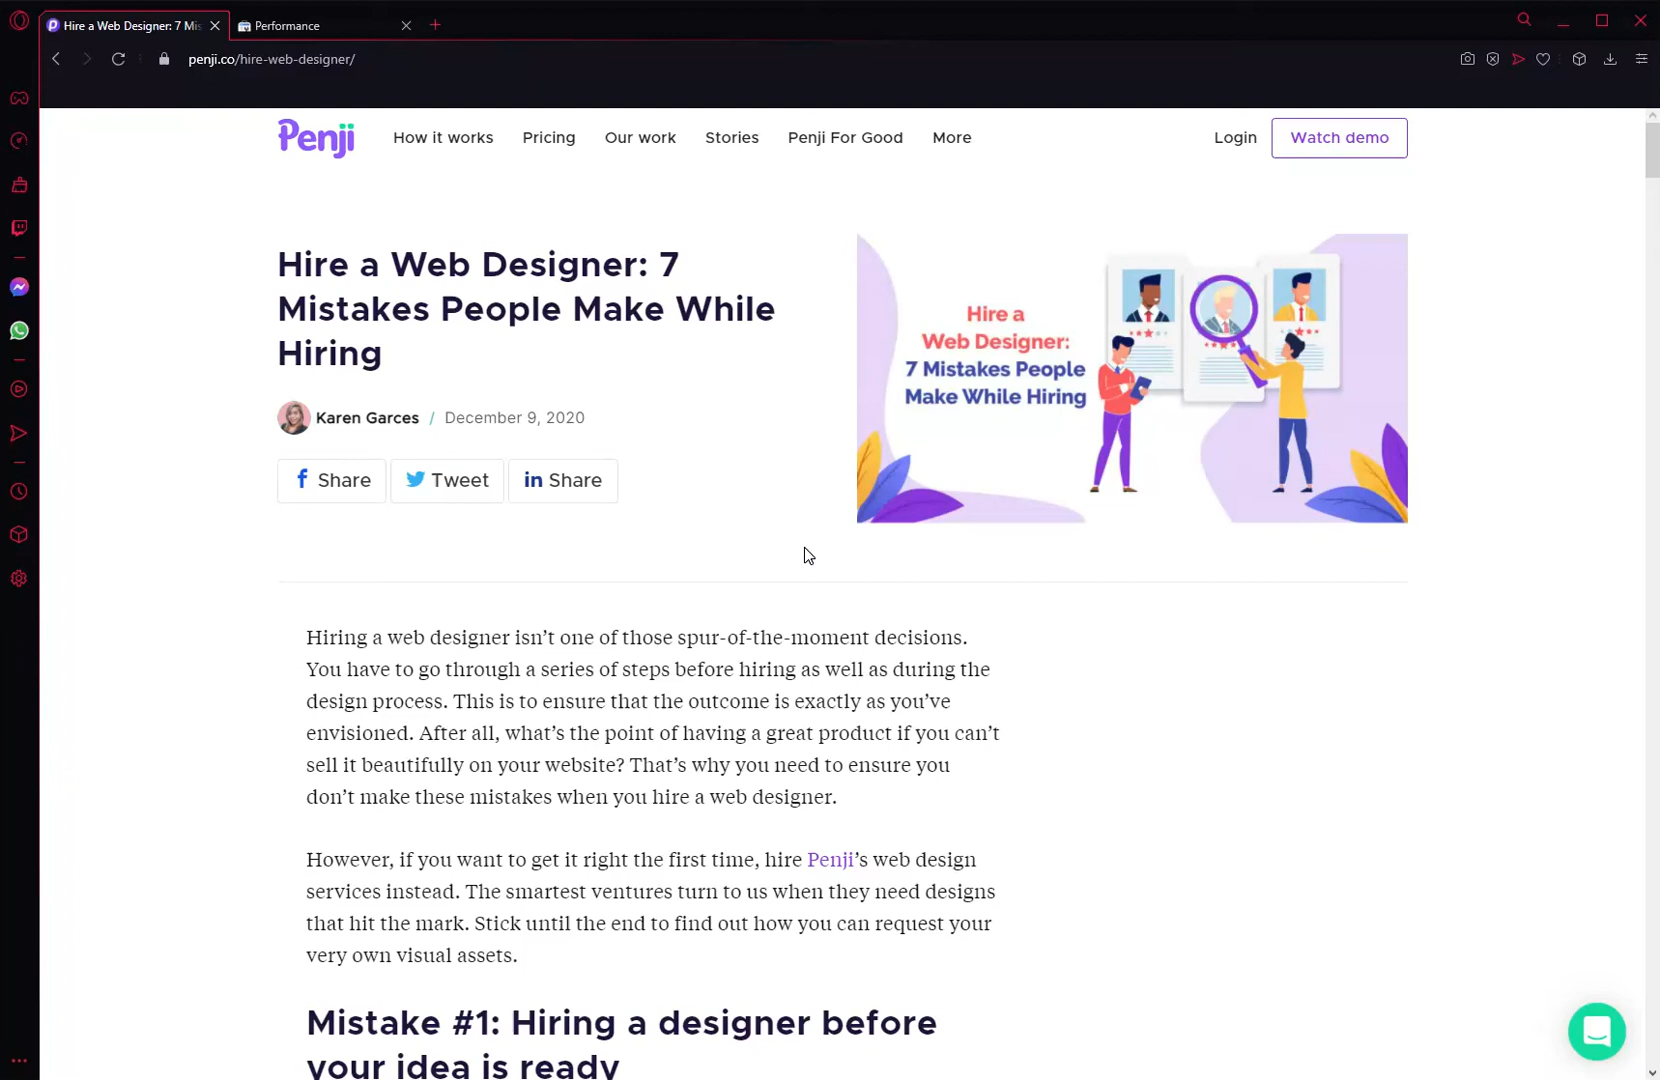 Hire a Web Designer: 7 Mis
Performance
penji.co/hire-web-designer/
Penji
How it works
Pricing
Our work
Stories
Penji For Good
More
Login
Watch demo
Hire a Web Designer: 7
Mistakes People Make While
Hiring
Karen Garces / December 9, 2020
Share
Tweet
Share
Hire a
Web Designer:
7 Mistakes People
Make While Hiring
Hiring a web designer isn’t one of those spur-of-the-moment decisions.
You have to go through a series of steps before hiring as well as during the
design process. This is to ensure that the outcome is exactly as you’ve
envisioned. After all, what’s the point of having a great product if you can’t
sell it beautifully on your website? That’s why you need to ensure you
don’t make these mistakes when you hire a web designer.
However, if you want to get it right the first time, hire Penji’s web design
services instead. The smartest ventures turn to us when they need designs
that hit the mark. Stick until the end to find out how you can request your
very own visual assets.
Mistake #1: Hiring a designer before
your idea is ready